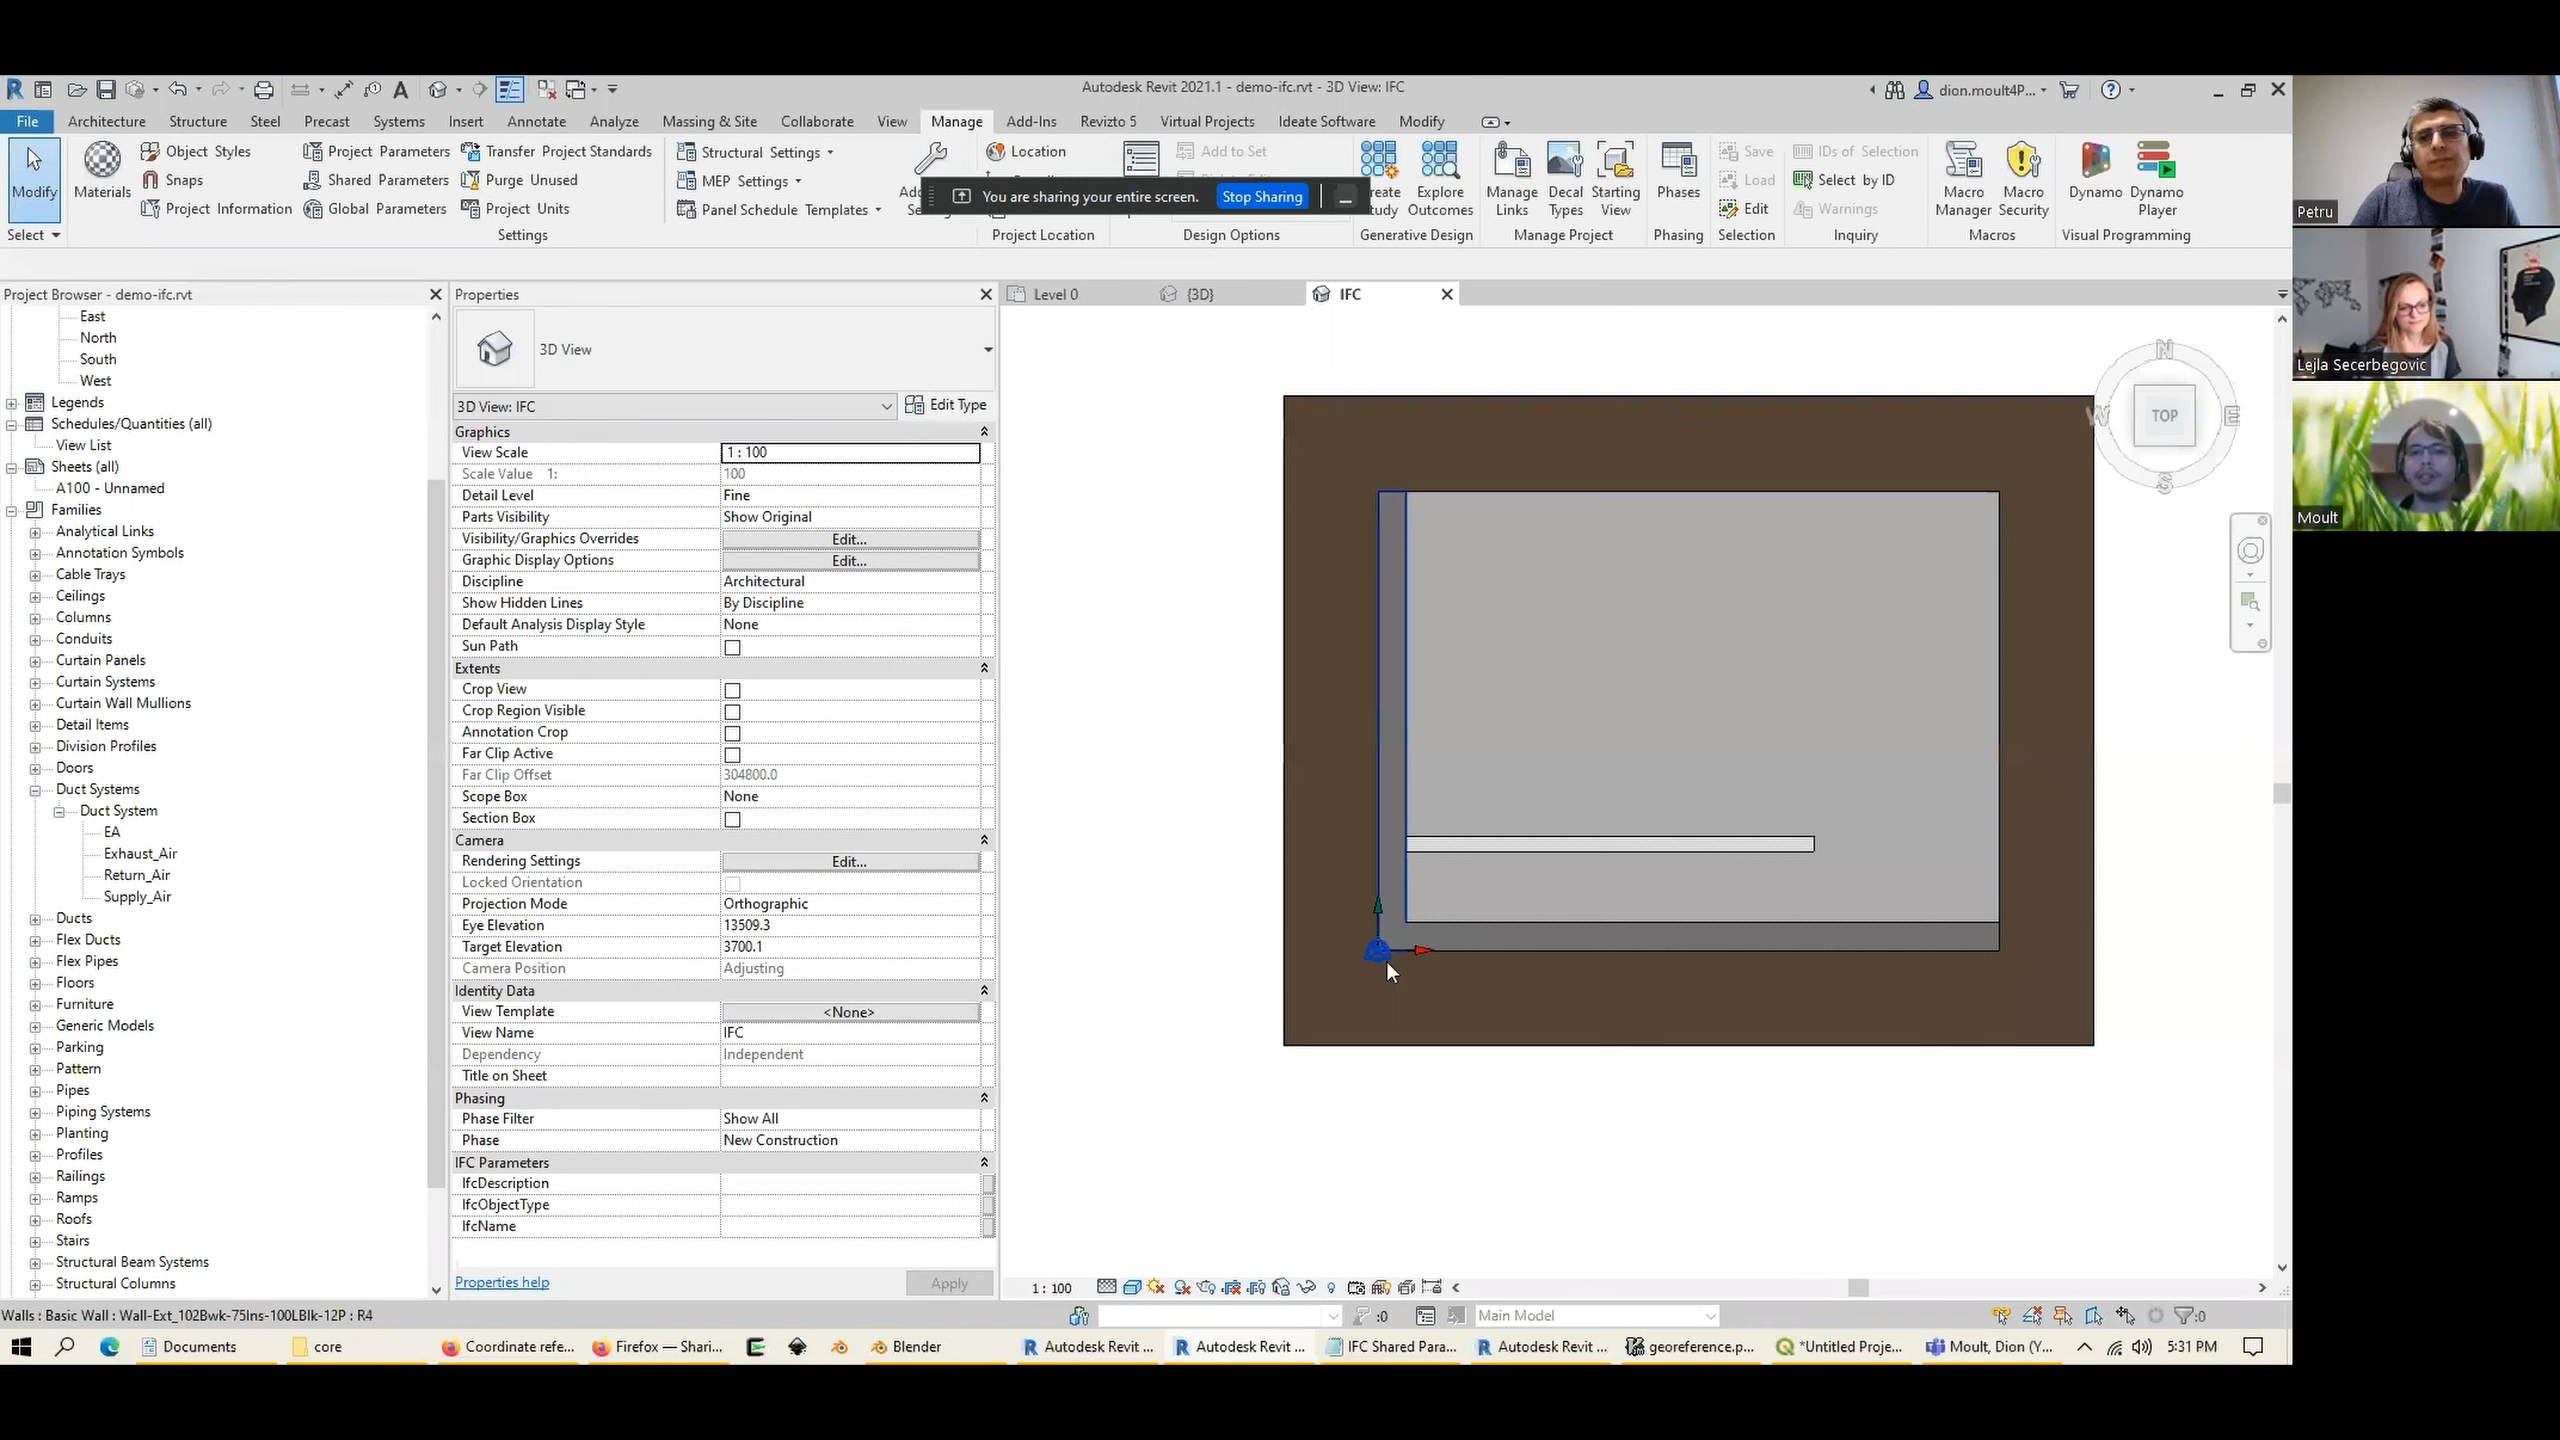 Autodesk Revit 2021.1 - demo-ifc.rvt - 3D View: IFC
dion.moult4P...
File Architecture Structure Steel Precast Systems Insert Annotate Analyze Massing & Site Collaborate View Manage Add-Ins Revizto 5 Virtual Projects Ideate Software Modify
Modify
Materials
Object Styles
Snaps
Project Information
Project Parameters
Shared Parameters
Global Parameters
Transfer Project Standards
Purge Unused
Project Units
Structural Settings
MEP Settings
Panel Schedule Templates
Location
Add to Set
You are sharing your entire screen. Stop Sharing
Explore Outcomes
Manage Links
Decal Types
Starting View
Phases
Save
Load
Edit
IDs of Selection
Select by ID
Warnings
Macro Manager
Macro Security
Dynamo
Dynamo Player
Select Settings Project Location Design Options Generative Design Manage Project Phasing Selection Inquiry Macros Visual Programming
Project Browser - demo-ifc.rvt
East
North
South
West
Legends
Schedules/Quantities (all)
View List
Sheets (all)
A100 - Unnamed
Families
Analytical Links
Annotation Symbols
Cable Trays
Ceilings
Columns
Conduits
Curtain Panels
Curtain Systems
Curtain Wall Mullions
Detail Items
Division Profiles
Doors
Duct Systems
Duct System
EA
Exhaust_Air
Return_Air
Supply_Air
Ducts
Flex Ducts
Flex Pipes
Floors
Furniture
Generic Models
Parking
Pattern
Pipes
Piping Systems
Planting
Profiles
Railings
Ramps
Roofs
Stairs
Structural Beam Systems
Structural Columns
Properties
3D View
3D View: IFC Edit Type
Graphics
View Scale 1 : 100
Scale Value 1: 100
Detail Level Fine
Parts Visibility Show Original
Visibility/Graphics Overrides Edit...
Graphic Display Options Edit...
Discipline Architectural
Show Hidden Lines By Discipline
Default Analysis Display Style None
Sun Path
Extents
Crop View
Crop Region Visible
Annotation Crop
Far Clip Active
Far Clip Offset 304800.0
Scope Box None
Section Box
Camera
Rendering Settings Edit...
Locked Orientation
Projection Mode Orthographic
Eye Elevation 13509.3
Target Elevation 3700.1
Camera Position Adjusting
Identity Data
View Template <None>
View Name IFC
Dependency Independent
Title on Sheet
Phasing
Phase Filter Show All
Phase New Construction
IFC Parameters
IfcDescription
IfcObjectType
IfcName
Properties help Apply
Level 0 {3D} IFC
N
W TOP E
S
1 : 100
Walls : Basic Wall : Wall-Ext_102Bwk-75Ins-100LBlk-12P : R4
:0 Main Model :0
Documents core Coordinate refe... Firefox — Shari... Blender Autodesk Revit ... Autodesk Revit ... IFC Shared Para... Autodesk Revit ... georeference.p... *Untitled Proje... Moult, Dion (Y... 5:31 PM
Petru
Lejla Secerbegovic
Moult